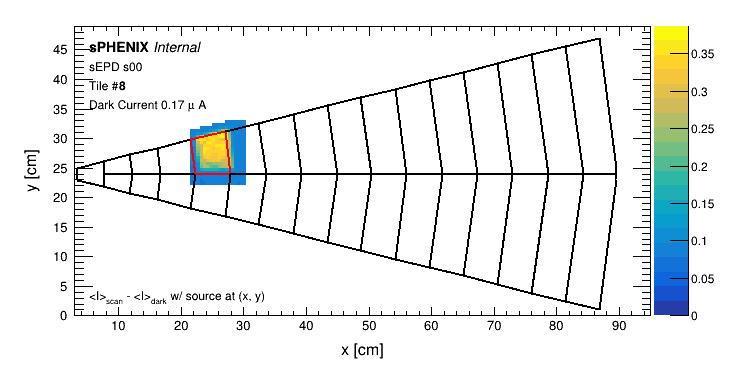 sPHENIX Internal
sEPD s00
Tile #8
Dark Current 0.17 μ A
<I>scan - <I>dark w/ source at (x, y)
y [cm]
45
40
35
30
25
20
15
10
5
0
10 20 30 40 50 60 70 80 90
x [cm]
0.35
0.3
0.25
0.2
0.15
0.1
0.05
0